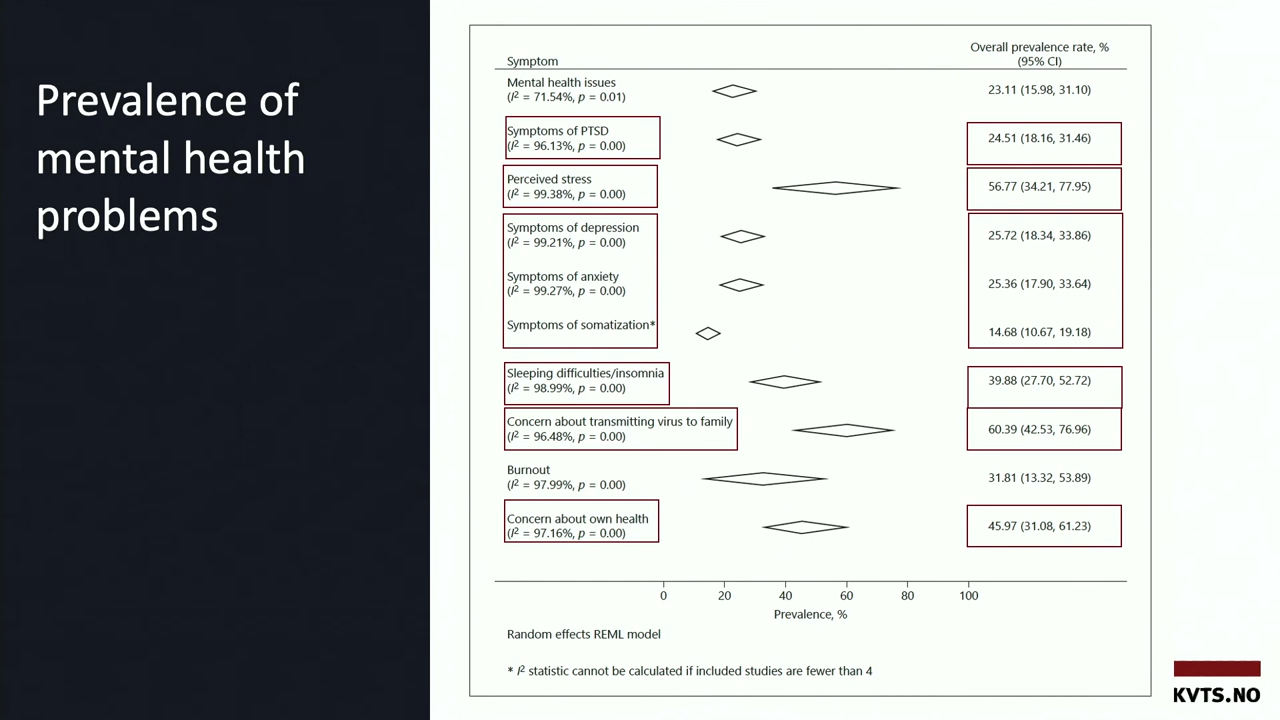 Prevalence of
mental health
problems
Symptom
Overall prevalence rate, %
(95% CI)
Mental health issues
(I² = 71.54%, p = 0.01)
23.11 (15.98, 31.10)
Symptoms of PTSD
(I² = 96.13%, p = 0.00)
24.51 (18.16, 31.46)
Perceived stress
(I² = 99.38%, p = 0.00)
56.77 (34.21, 77.95)
Symptoms of depression
(I² = 99.21%, p = 0.00)
25.72 (18.34, 33.86)
Symptoms of anxiety
(I² = 99.27%, p = 0.00)
25.36 (17.90, 33.64)
Symptoms of somatization*
14.68 (10.67, 19.18)
Sleeping difficulties/insomnia
(I² = 98.99%, p = 0.00)
39.88 (27.70, 52.72)
Concern about transmitting virus to family
(I² = 96.48%, p = 0.00)
60.39 (42.53, 76.96)
Burnout
(I² = 97.99%, p = 0.00)
31.81 (13.32, 53.89)
Concern about own health
(I² = 97.16%, p = 0.00)
45.97 (31.08, 61.23)
0 20 40 60 80 100
Prevalence, %
Random effects REML model
* I² statistic cannot be calculated if included studies are fewer than 4
KVTS.NO